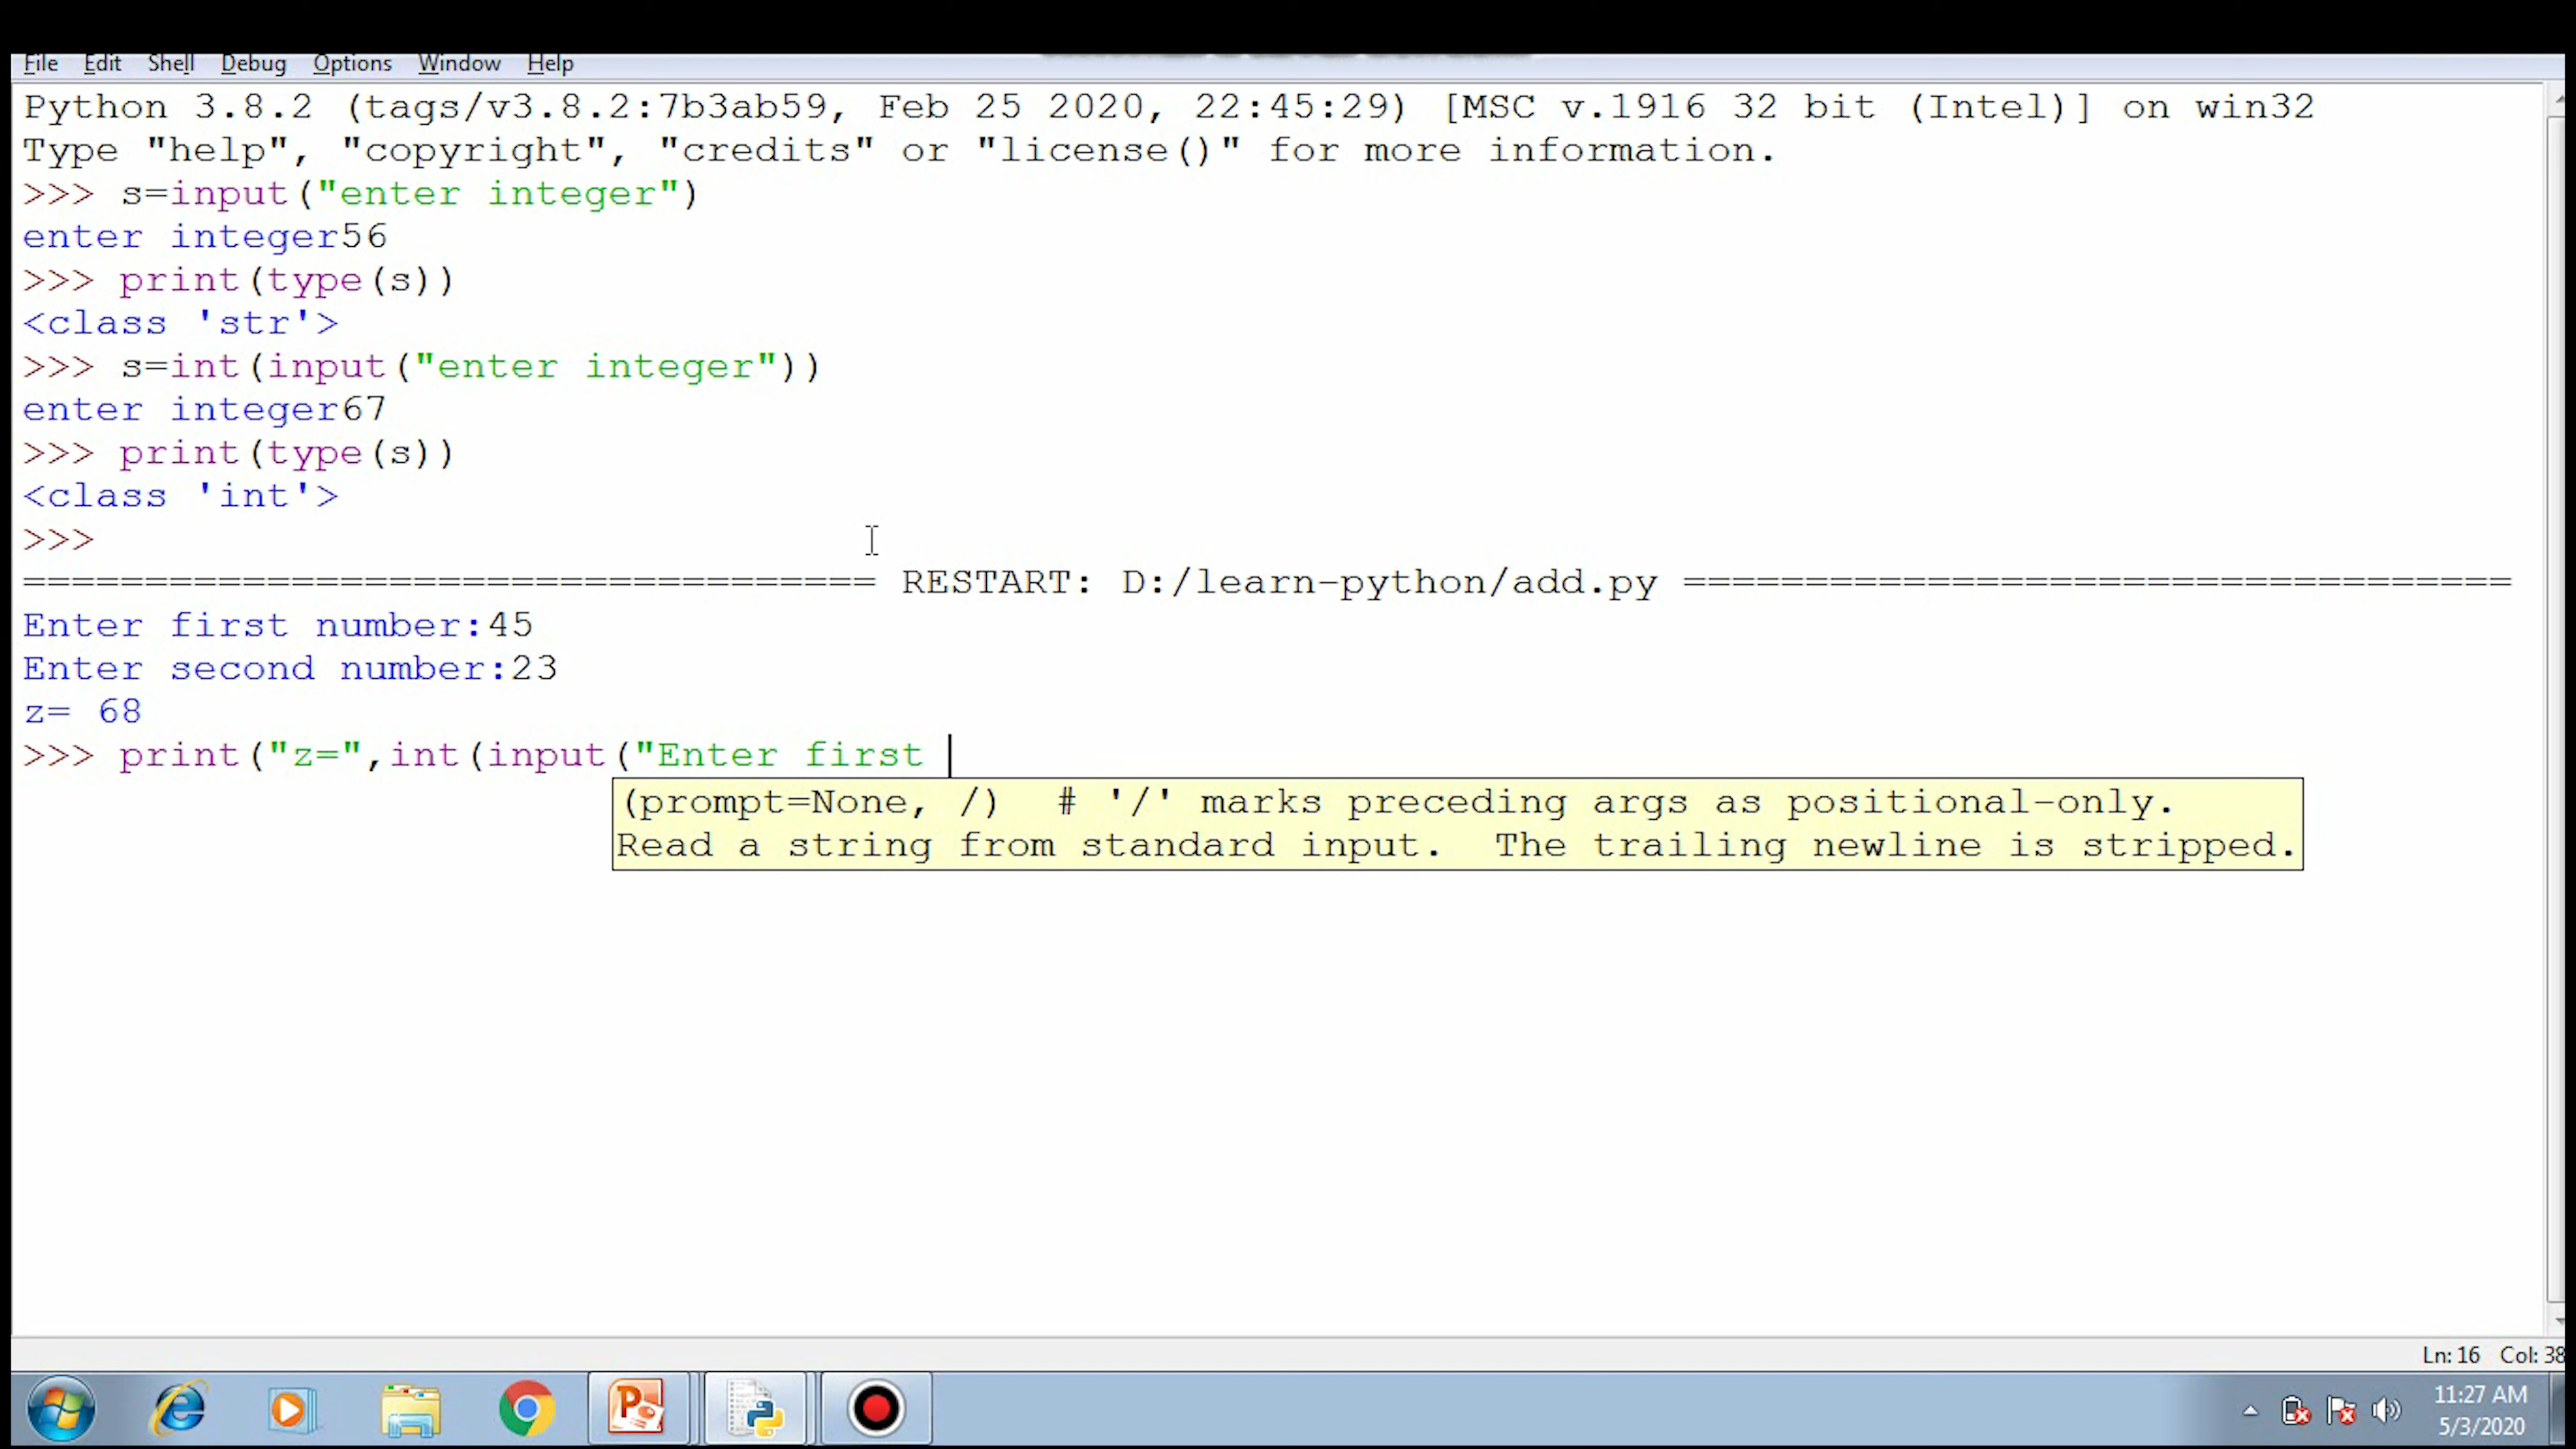 File Edit Shell Debug Options Window Help
Python 3.8.2 (tags/v3.8.2:7b3ab59, Feb 25 2020, 22:45:29) [MSC v.1916 32 bit (Intel)] on win32
Type "help", "copyright", "credits" or "license()" for more information.
>>> s=input("enter integer")
enter integer56
>>> print(type(s))
<class 'str'>
>>> s=int(input("enter integer"))
enter integer67
>>> print(type(s))
<class 'int'>
>>>
=================================== RESTART: D:/learn-python/add.py ==================================
Enter first number:45
Enter second number:23
z= 68
>>> print("z=",int(input("Enter first
(prompt=None, /)  # '/' marks preceding args as positional-only.
Read a string from standard input.  The trailing newline is stripped.
Ln: 16 Col: 38
11:27 AM
5/3/2020